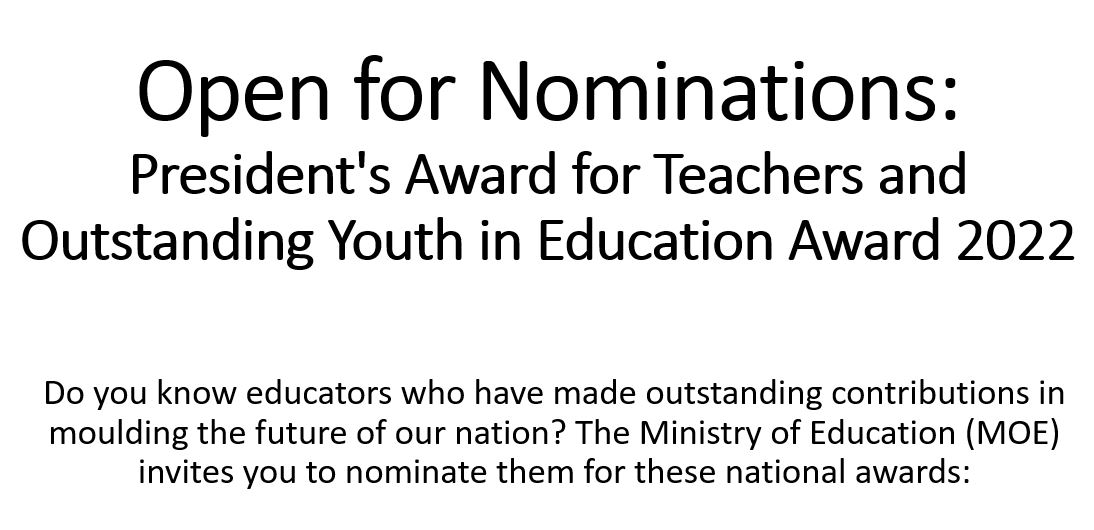 Open for Nominations:
President's Award for Teachers and
Outstanding Youth in Education Award 2022
Do you know educators who have made outstanding contributions in
moulding the future of our nation? The Ministry of Education (MOE)
invites you to nominate them for these national awards: